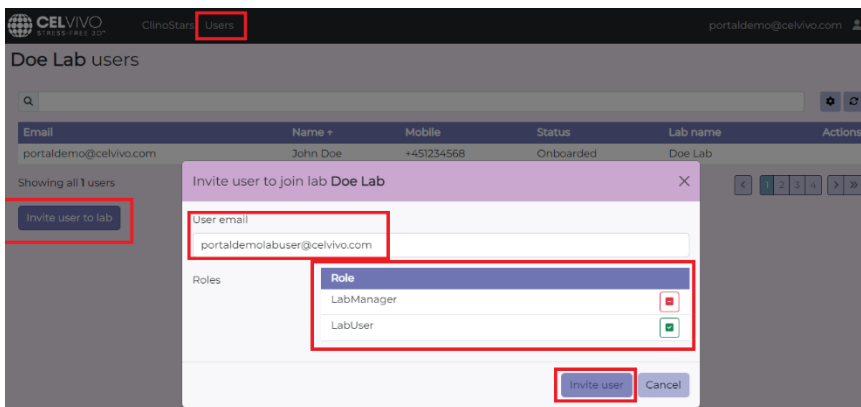 CELVIVO
STRESS-FREE 3D™
ClinoStars Users
portaldemo@celvivo.com
Doe Lab users
Email Name ↑ Mobile Status Lab name Actions
portaldemo@celvivo.com John Doe +451234568 Onboarded Doe Lab
Showing all 1 users
< 1 2 3 4 > »
Invite user to lab
Invite user to join lab Doe Lab
User email
portaldemolabuser@celvivo.com
Roles
Role
LabManager
LabUser
Invite user Cancel